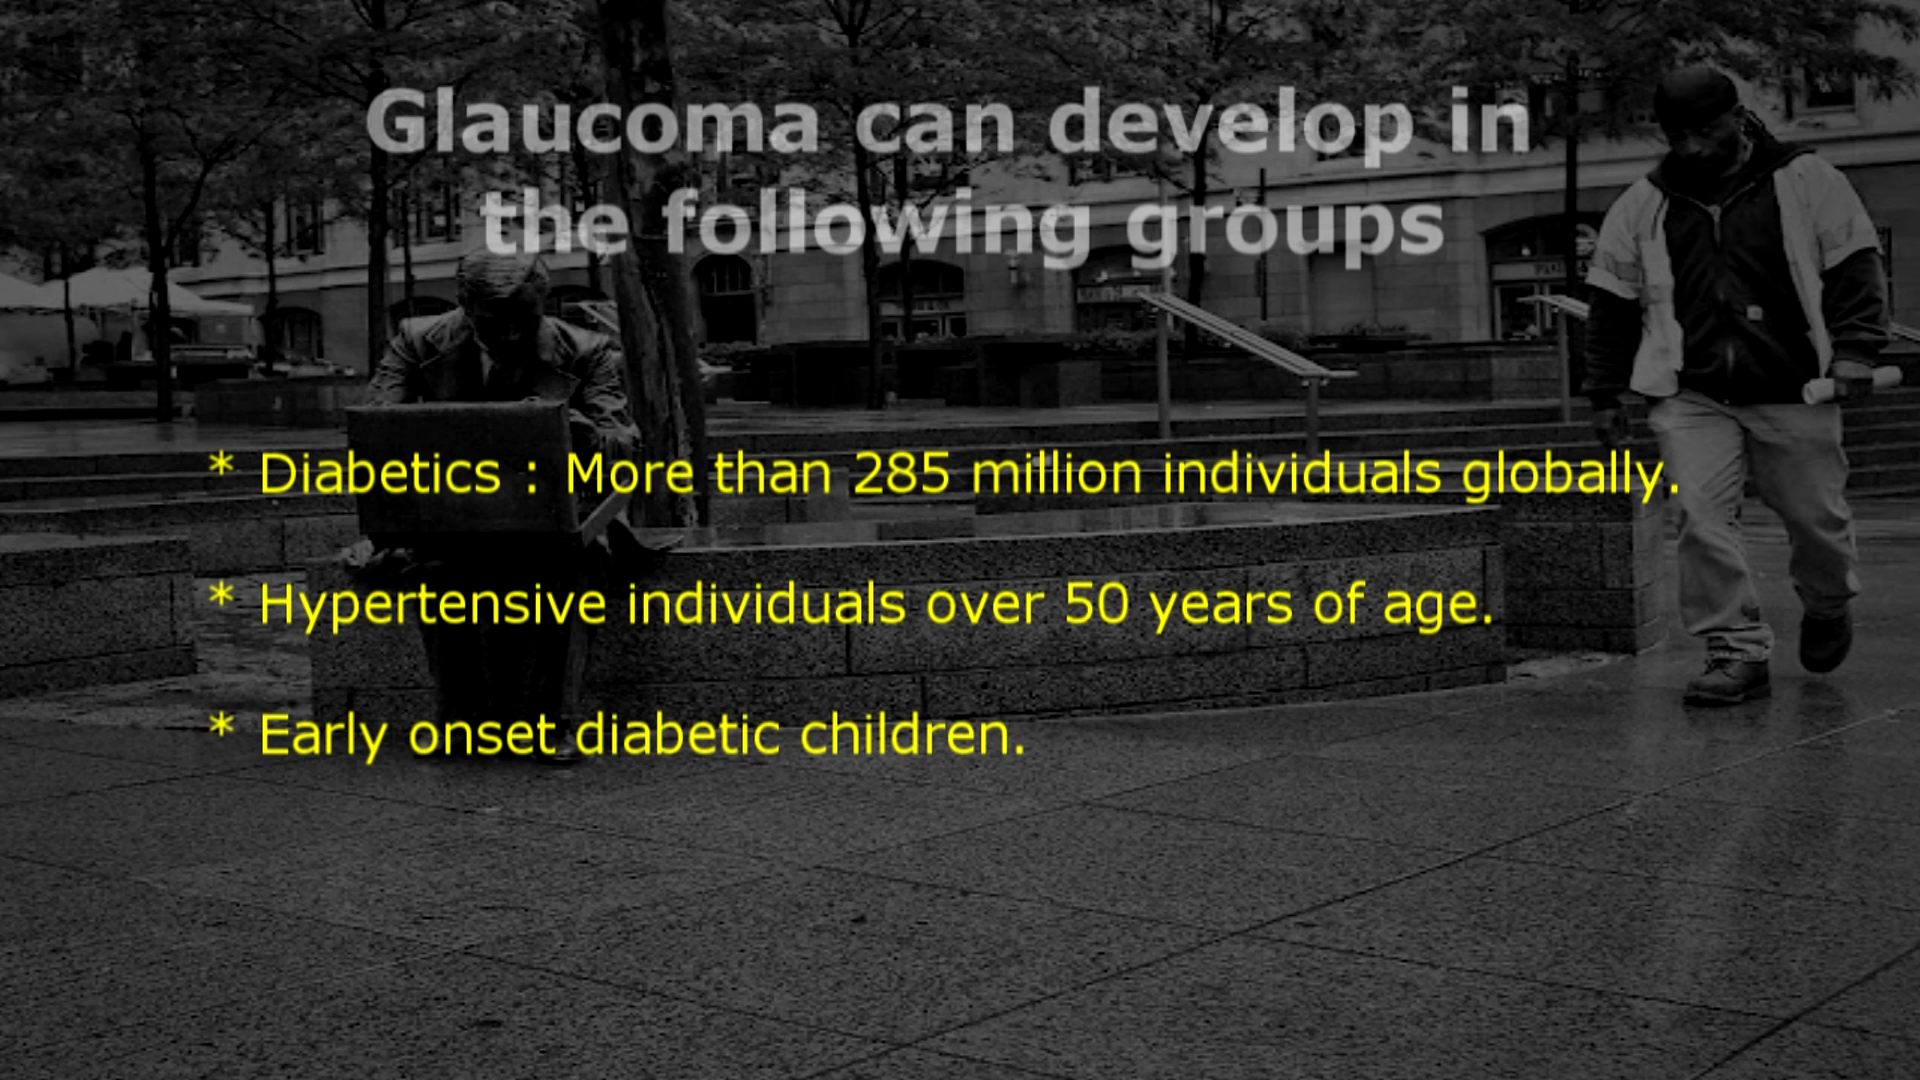 Glaucoma can develop in
the following groups
* Diabetics : More than 285 million individuals globally.
* Hypertensive individuals over 50 years of age.
* Early onset diabetic children.